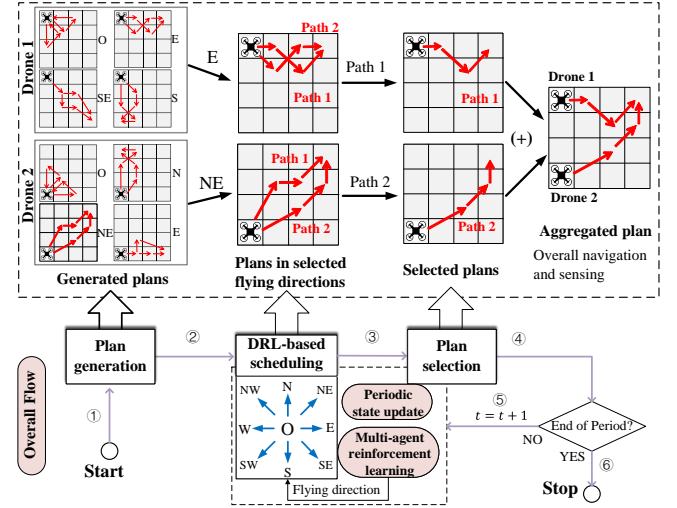 Drone 1
O
E
SE
S
Drone 2
O
N
NE
E
Generated plans
E
NE
Path 2
Path 1
Path 1
Path 2
Plans in selected
flying directions
Path 1
Path 2
Path 1
Path 2
Selected plans
(+)
Drone 1
Drone 2
Aggregated plan
Overall navigation
and sensing
Overall Flow
Plan
generation
②
DRL-based
scheduling
③
Plan
selection
④
①
Start
NW
N
NE
W
O
E
SW
S
SE
Periodic
state update
Multi-agent
reinforcement
learning
Flying direction
⑤
t = t + 1
NO
End of Period?
YES
⑥
Stop